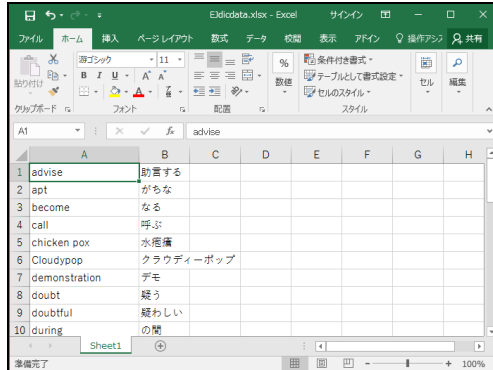 EJdicdata.xlsx - Excel サインイン
ファイル ホーム 挿入 ページ レイアウト 数式 データ 校閲 表示 アドイン 操作アシ 共有
貼り付け 游ゴシック 11 % 数値 条件付き書式 テーブルとして書式設定 セルのスタイル セル 編集
B I U A A
クリップボード フォント 配置 スタイル
A1 fx advise
A B C D E F G H
1 advise 助言する
2 apt がちな
3 become なる
4 call 呼ぶ
5 chicken pox 水疱瘡
6 Cloudypop クラウディーポップ
7 demonstration デモ
8 doubt 疑う
9 doubtful 疑わしい
10 during の間
Sheet1
準備完了 100%